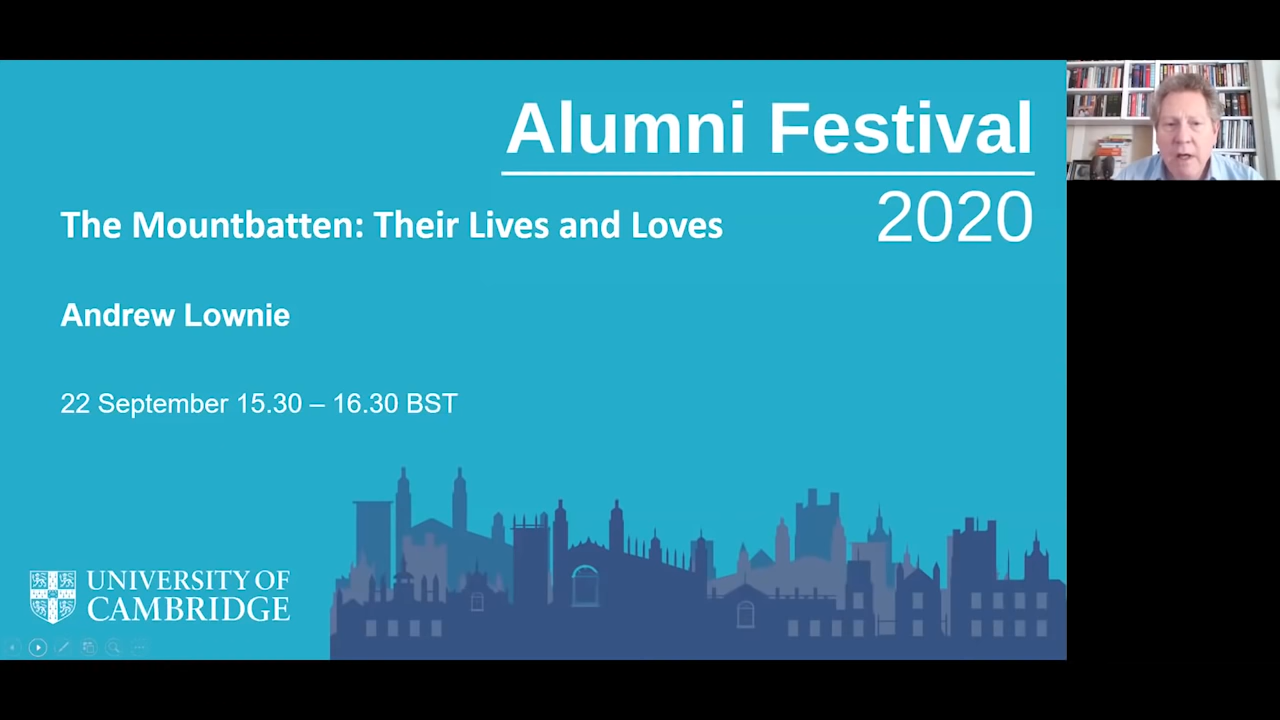 Alumni Festival
2020
The Mountbatten: Their Lives and Loves
Andrew Lownie
22 September 15.30 – 16.30 BST
UNIVERSITY OF
CAMBRIDGE